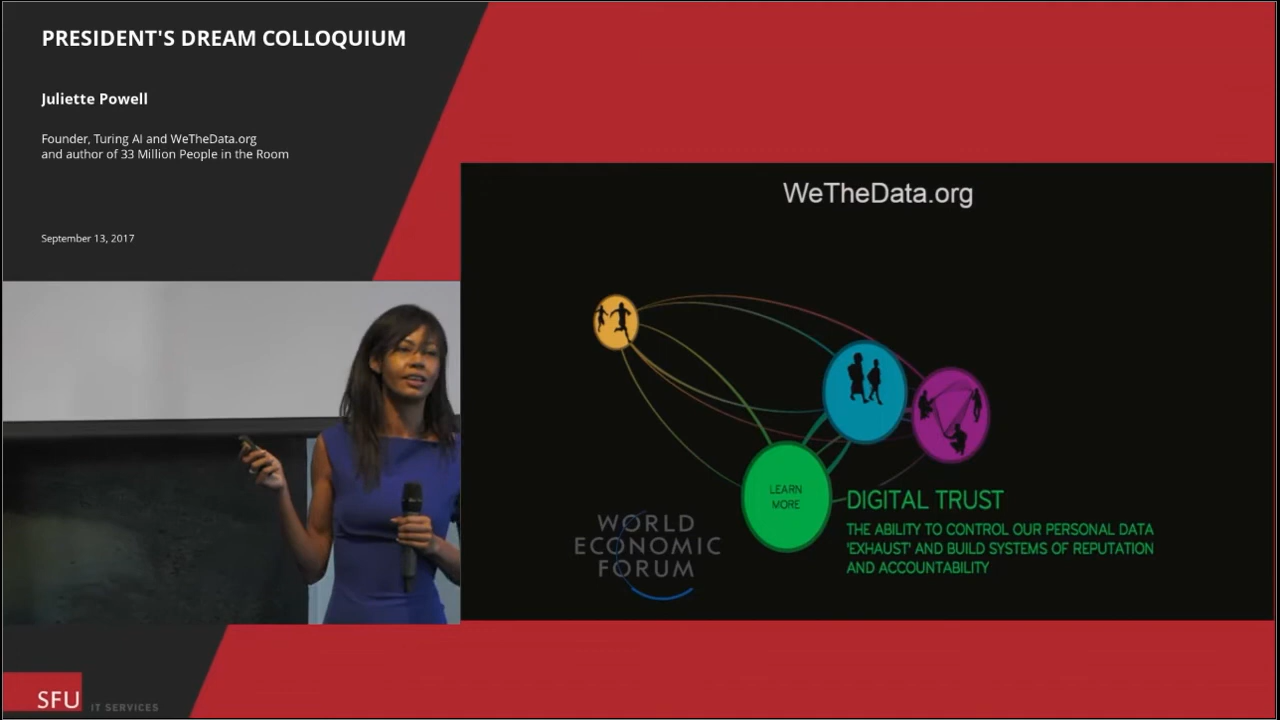 PRESIDENT'S DREAM COLLOQUIUM
Juliette Powell
Founder, Turing AI and WeTheData.org
and author of 33 Million People in the Room
September 13, 2017
WeTheData.org
LEARN
MORE
DIGITAL TRUST
THE ABILITY TO CONTROL OUR PERSONAL DATA
'EXHAUST' AND BUILD SYSTEMS OF REPUTATION
AND ACCOUNTABILITY
WORLD
ECONOMIC
FORUM
SFU IT SERVICES